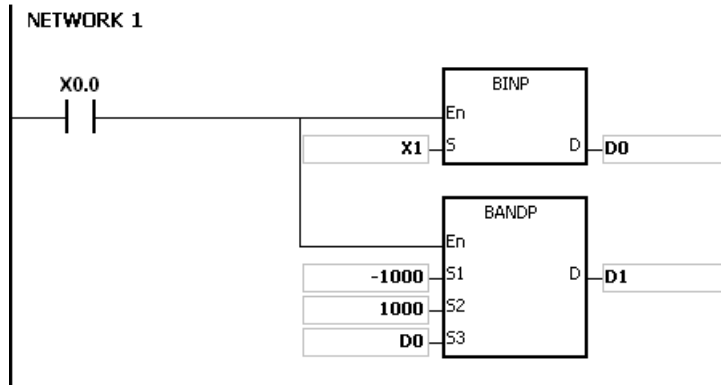 NETWORK 1
X0.0
BINP
En
X1 S D D0
BANDP
En
-1000 S1 D D1
1000 S2
D0 S3